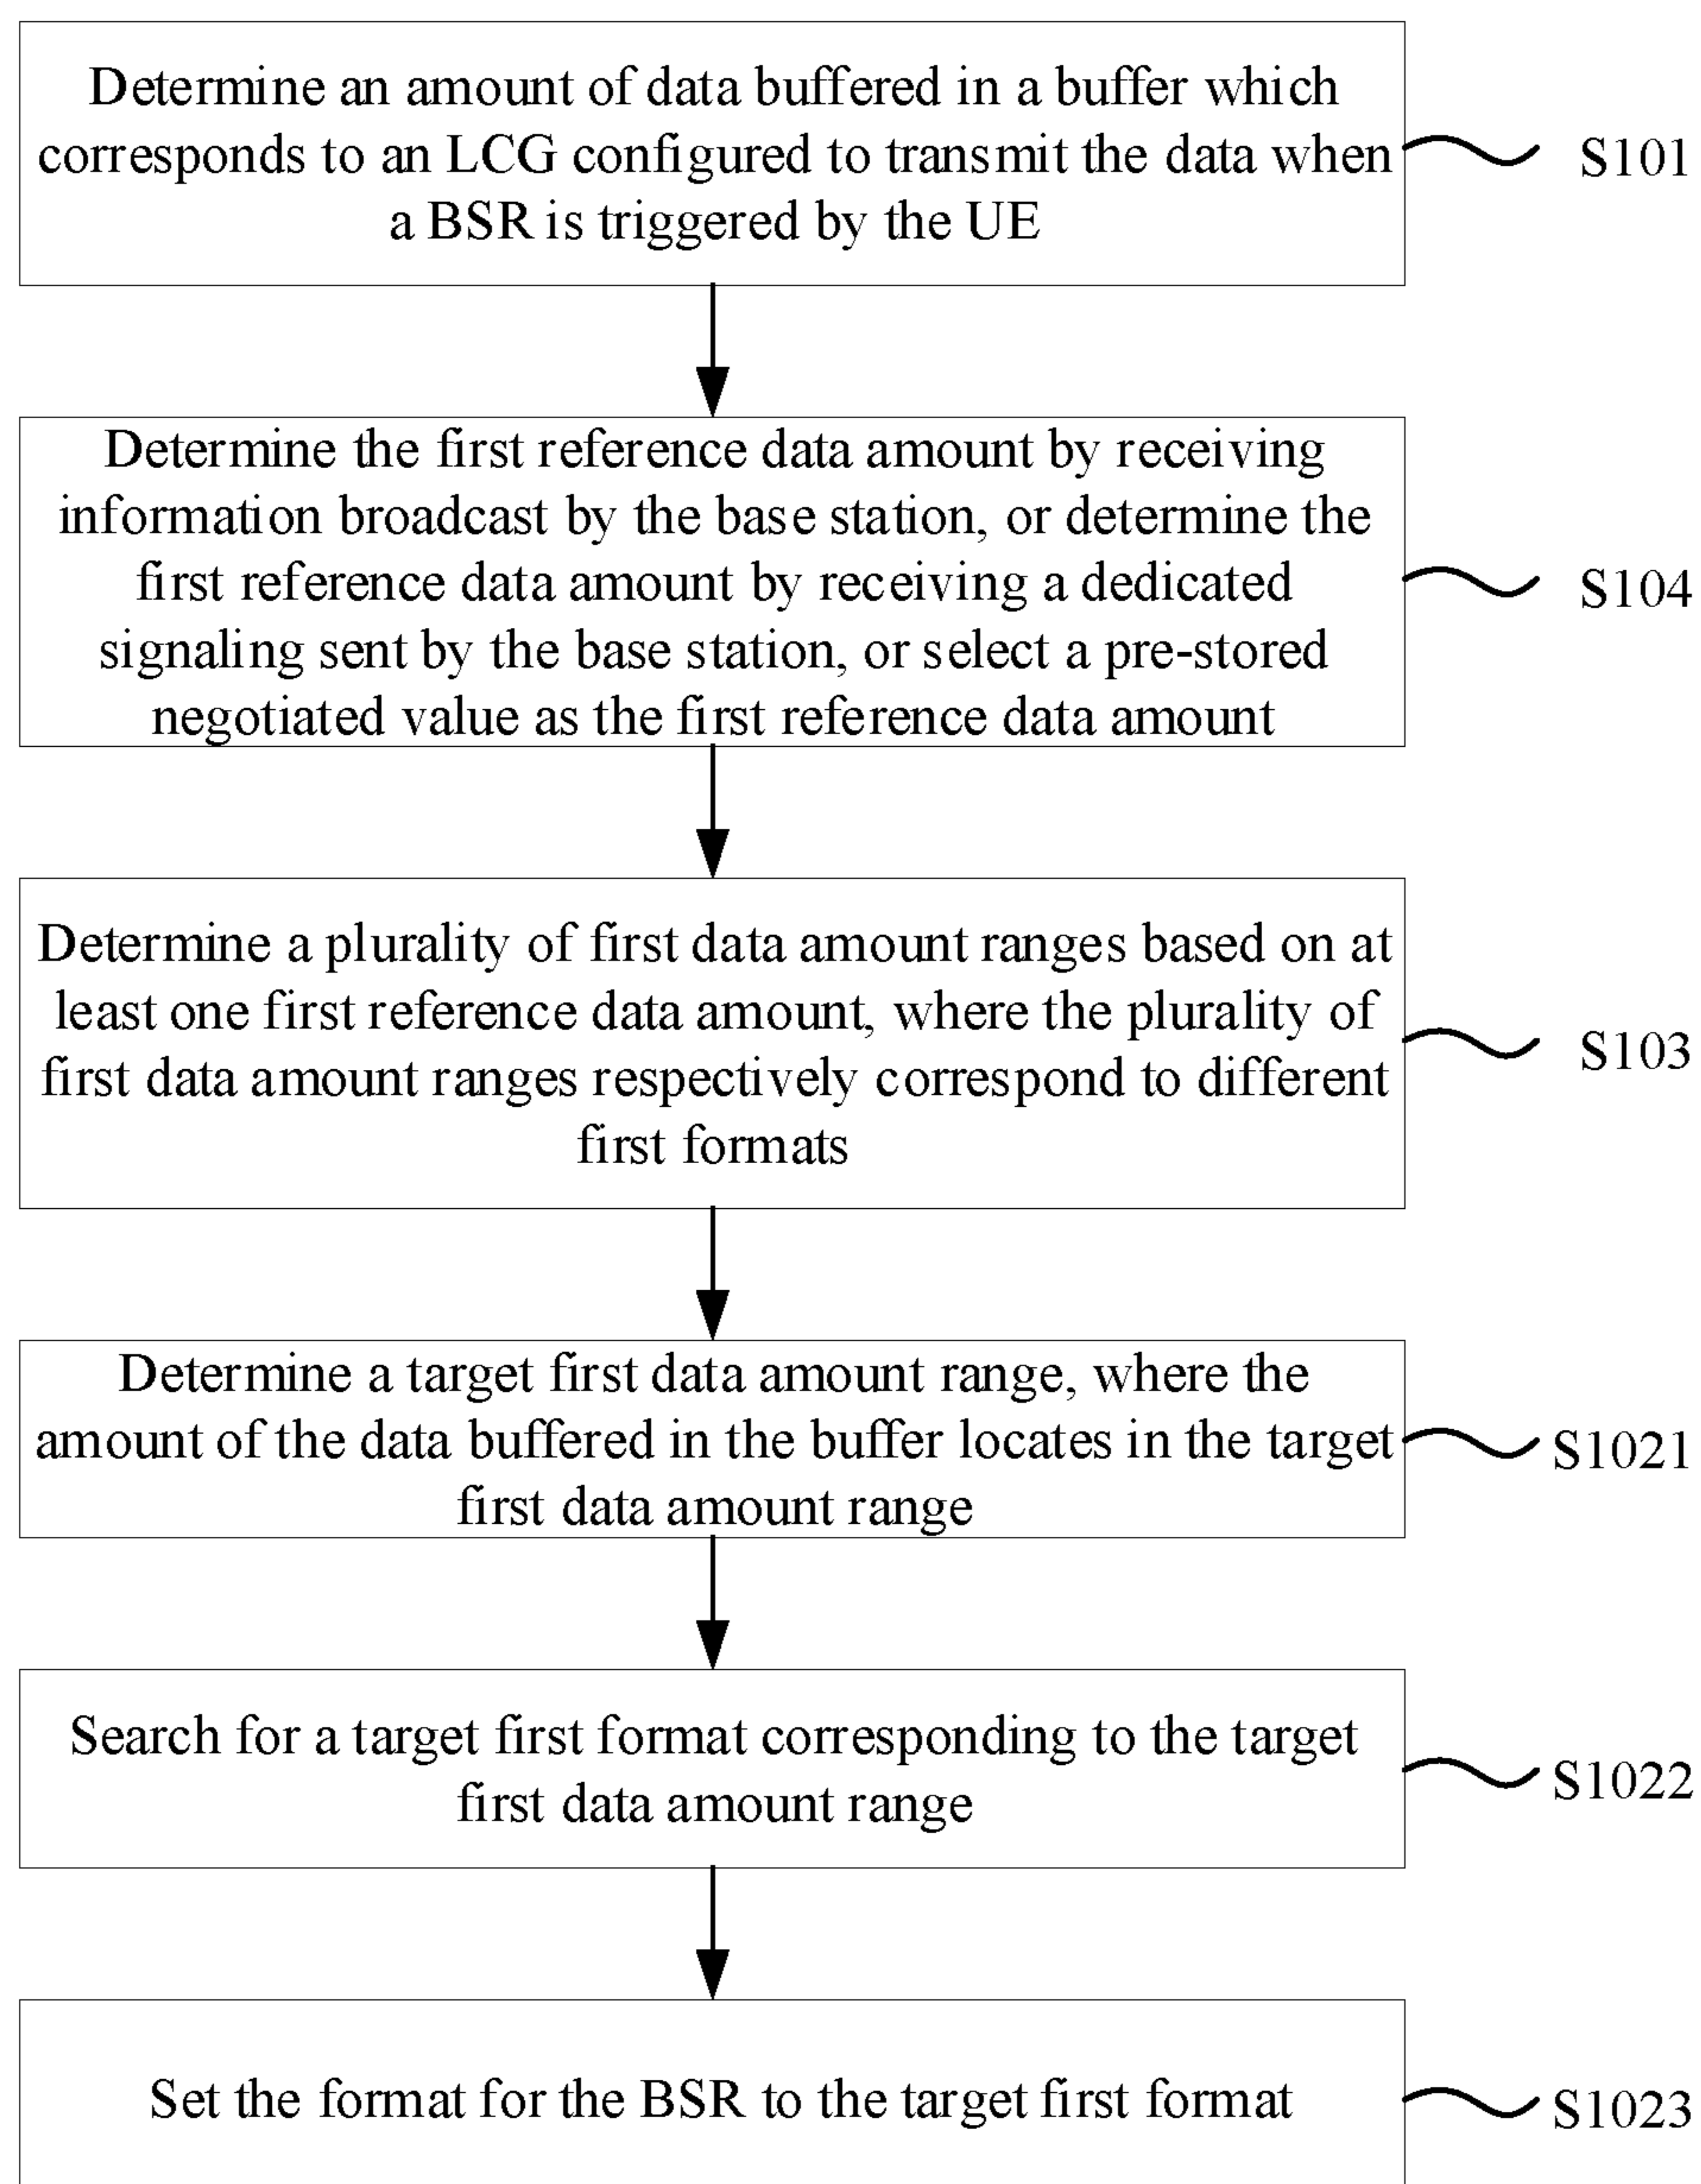 Determine an amount of data buffered in a buffer which
corresponds to an LCG configured to transmit the data when
a BSR is triggered by the UE
S101
Determine the first reference data amount by receiving
information broadcast by the base station, or determine the
first reference data amount by receiving a dedicated
signaling sent by the base station, or select a pre-stored
negotiated value as the first reference data amount
S104
Determine a plurality of first data amount ranges based on at
least one first reference data amount, where the plurality of
first data amount ranges respectively correspond to different
first formats
S103
Determine a target first data amount range, where the
amount of the data buffered in the buffer locates in the target
first data amount range
S1021
Search for a target first format corresponding to the target
first data amount range
S1022
Set the format for the BSR to the target first format
S1023